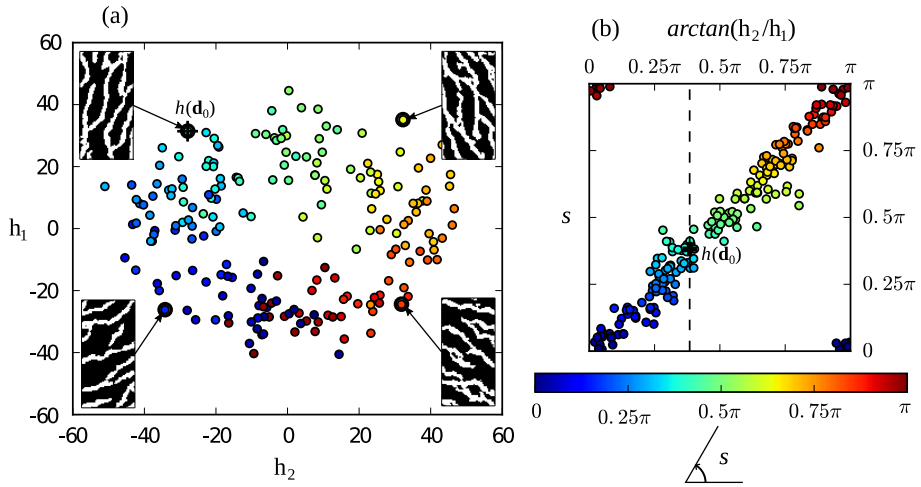 (a)
60
40
20
0
-20
-40
-60
h₁
-60 -40 -20 0 20 40 60
h₂
h(d₀)
(b) arctan(h₂/h₁)
0 0.25π 0.5π 0.75π π
π
0.75π
0.5π
0.25π
0
s
h(d₀)
0 0.25π 0.5π 0.75π π
s